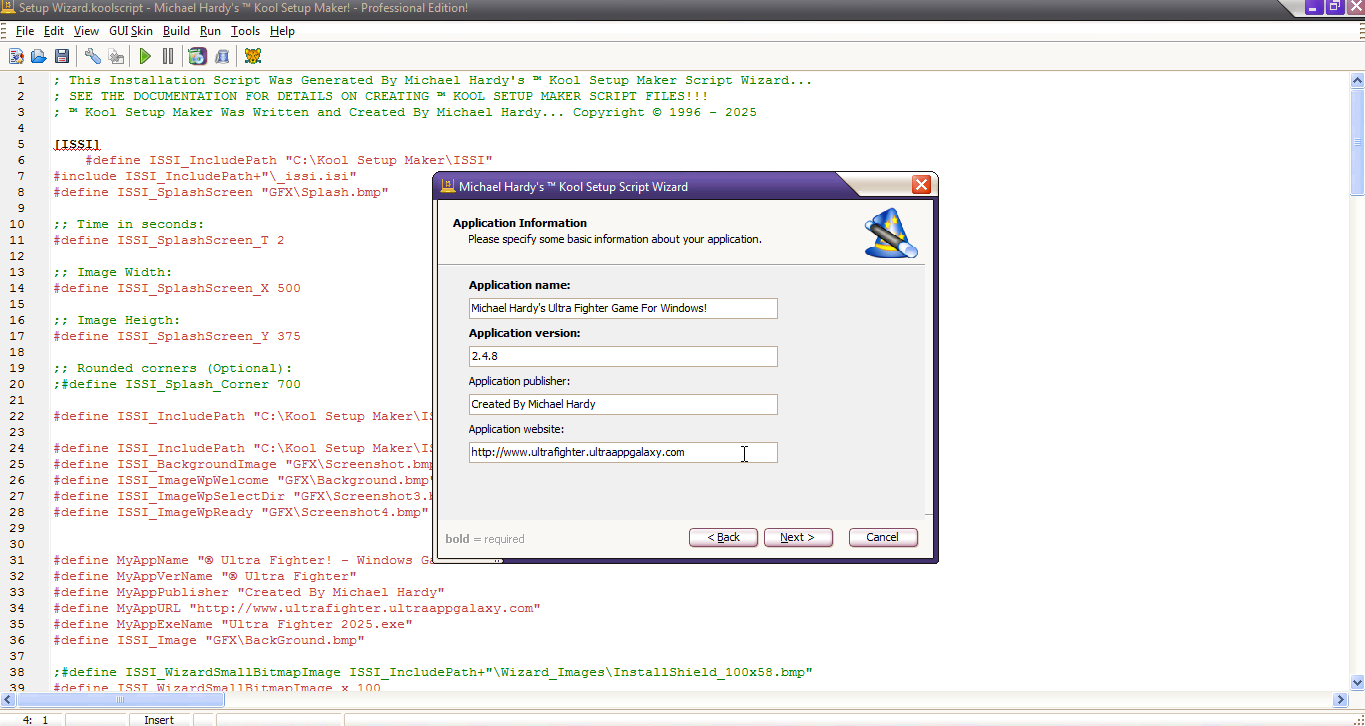 Setup Wizard.koolscript - Michael Hardy's ™ Kool Setup Maker! - Professional Edition!
File Edit View GUI Skin Build Run Tools Help
1 ; This Installation Script Was Generated By Michael Hardy's ™ Kool Setup Maker Script Wizard...
2 ; SEE THE DOCUMENTATION FOR DETAILS ON CREATING ™ KOOL SETUP MAKER SCRIPT FILES!!!
3 ; ™ Kool Setup Maker Was Written and Created By Michael Hardy... Copyright © 1996 - 2025
4
5 [ISSI]
6 #define ISSI_IncludePath "C:\Kool Setup Maker\ISSI"
7 #include ISSI_IncludePath+"\_issi.isi"
8 #define ISSI_SplashScreen "GFX\Splash.bmp"
9
10 ;; Time in seconds:
11 #define ISSI_SplashScreen_T 2
12
13 ;; Image Width:
14 #define ISSI_SplashScreen_X 500
15
16 ;; Image Heigth:
17 #define ISSI_SplashScreen_Y 375
18
19 ;; Rounded corners (Optional):
20 ;#define ISSI_Splash_Corner 700
21
22 #define ISSI_IncludePath "C:\Kool Setup Maker\IS
23
24 #define ISSI_IncludePath "C:\Kool Setup Maker\IS
25 #define ISSI_BackgroundImage "GFX\Screenshot.bmp
26 #define ISSI_ImageWpWelcome "GFX\Background.bmp"
27 #define ISSI_ImageWpSelectDir "GFX\Screenshot3.b
28 #define ISSI_ImageWpReady "GFX\Screenshot4.bmp"
29
30
31 #define MyAppName "® Ultra Fighter! - Windows Ga
32 #define MyAppVerName "® Ultra Fighter"
33 #define MyAppPublisher "Created By Michael Hardy"
34 #define MyAppURL "http://www.ultrafighter.ultraappgalaxy.com"
35 #define MyAppExeName "Ultra Fighter 2025.exe"
36 #define ISSI_Image "GFX\BackGround.bmp"
37
38 ;#define ISSI_WizardSmallBitmapImage ISSI_IncludePath+"\Wizard_Images\InstallShield_100x58.bmp"
39 #define ISSI_WizardSmallBitmapImage_x 100
Michael Hardy's ™ Kool Setup Script Wizard
Application Information
Please specify some basic information about your application.
Application name:
Michael Hardy's Ultra Fighter Game For Windows!
Application version:
2.4.8
Application publisher:
Created By Michael Hardy
Application website:
http://www.ultrafighter.ultraappgalaxy.com
bold = required
< Back Next > Cancel
4: 1 Insert